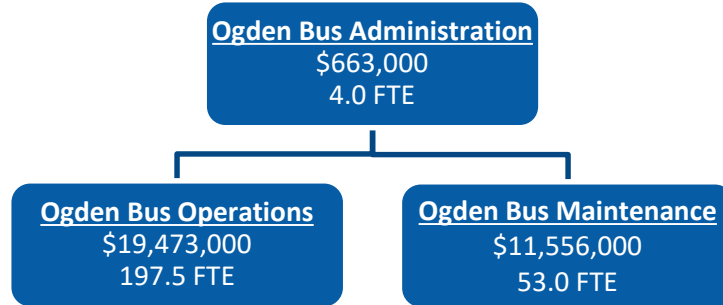 Ogden Bus Administration
$663,000
4.0 FTE
Ogden Bus Operations
$19,473,000
197.5 FTE
Ogden Bus Maintenance
$11,556,000
53.0 FTE